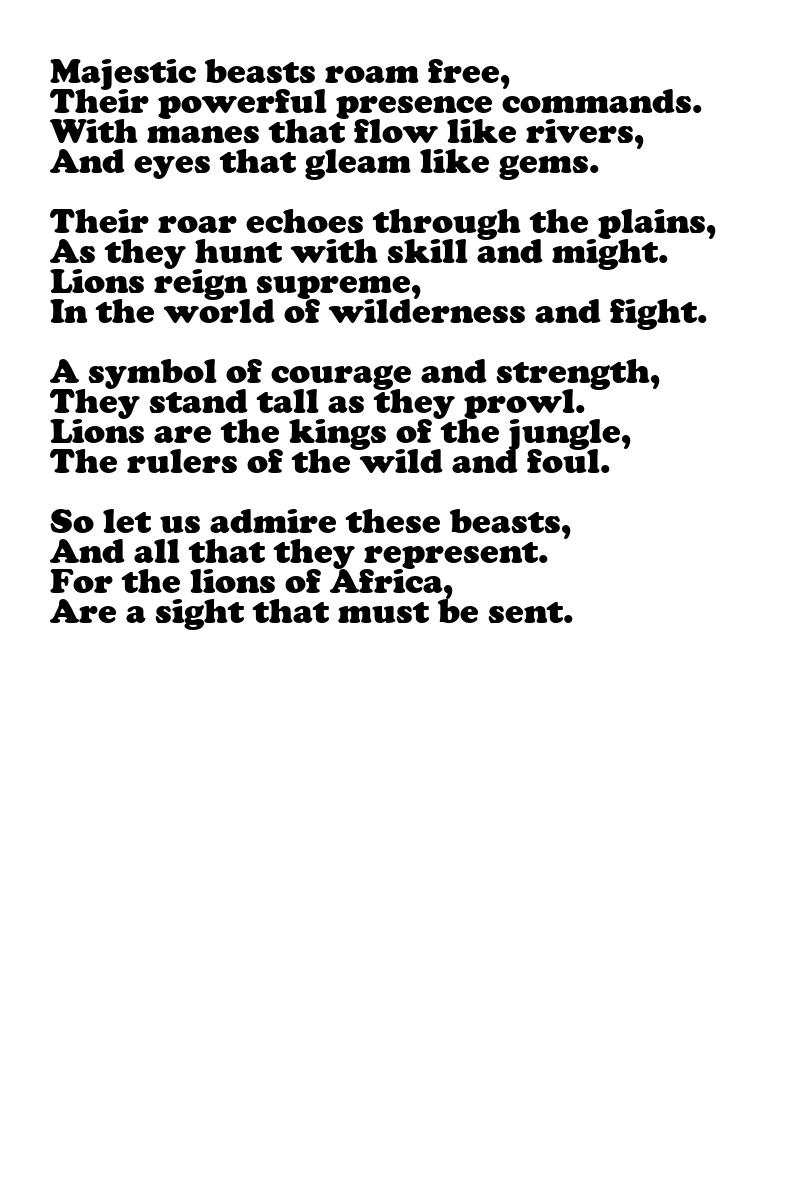 Majestic beasts roam free,
Their powerful presence commands.
With manes that flow like rivers,
And eyes that gleam like gems.

Their roar echoes through the plains,
As they hunt with skill and might.
Lions reign supreme,
In the world of wilderness and fight.

A symbol of courage and strength,
They stand tall as they prowl.
Lions are the kings of the jungle,
The rulers of the wild and foul.

So let us admire these beasts,
And all that they represent.
For the lions of Africa,
Are a sight that must be sent.